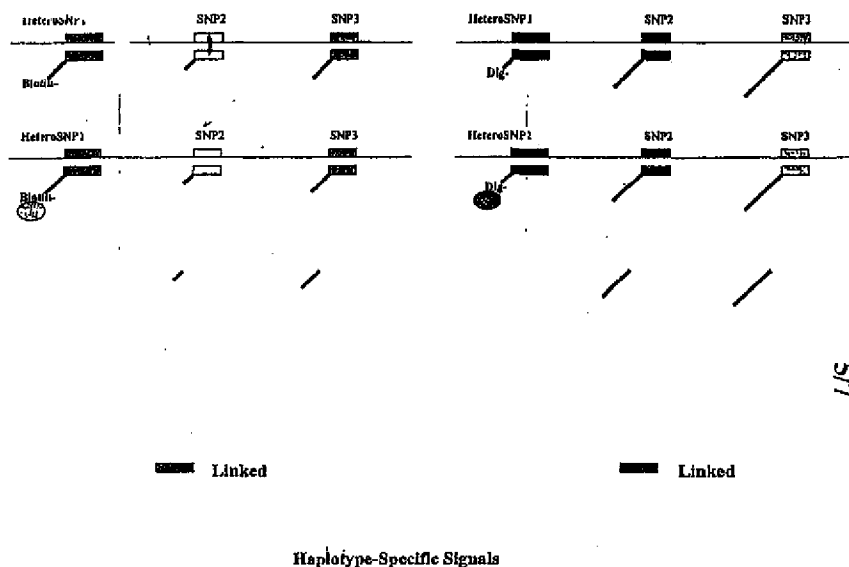 HeteroSNP1 SNP2 SNP3 HeteroSNP1 SNP2 SNP3
Biotin- Dig-
HeteroSNP1 SNP2 SNP3 HeteroSNP1 SNP2 SNP3
Biotin- Dig-
Linked Linked
Haplotype-Specific Signals